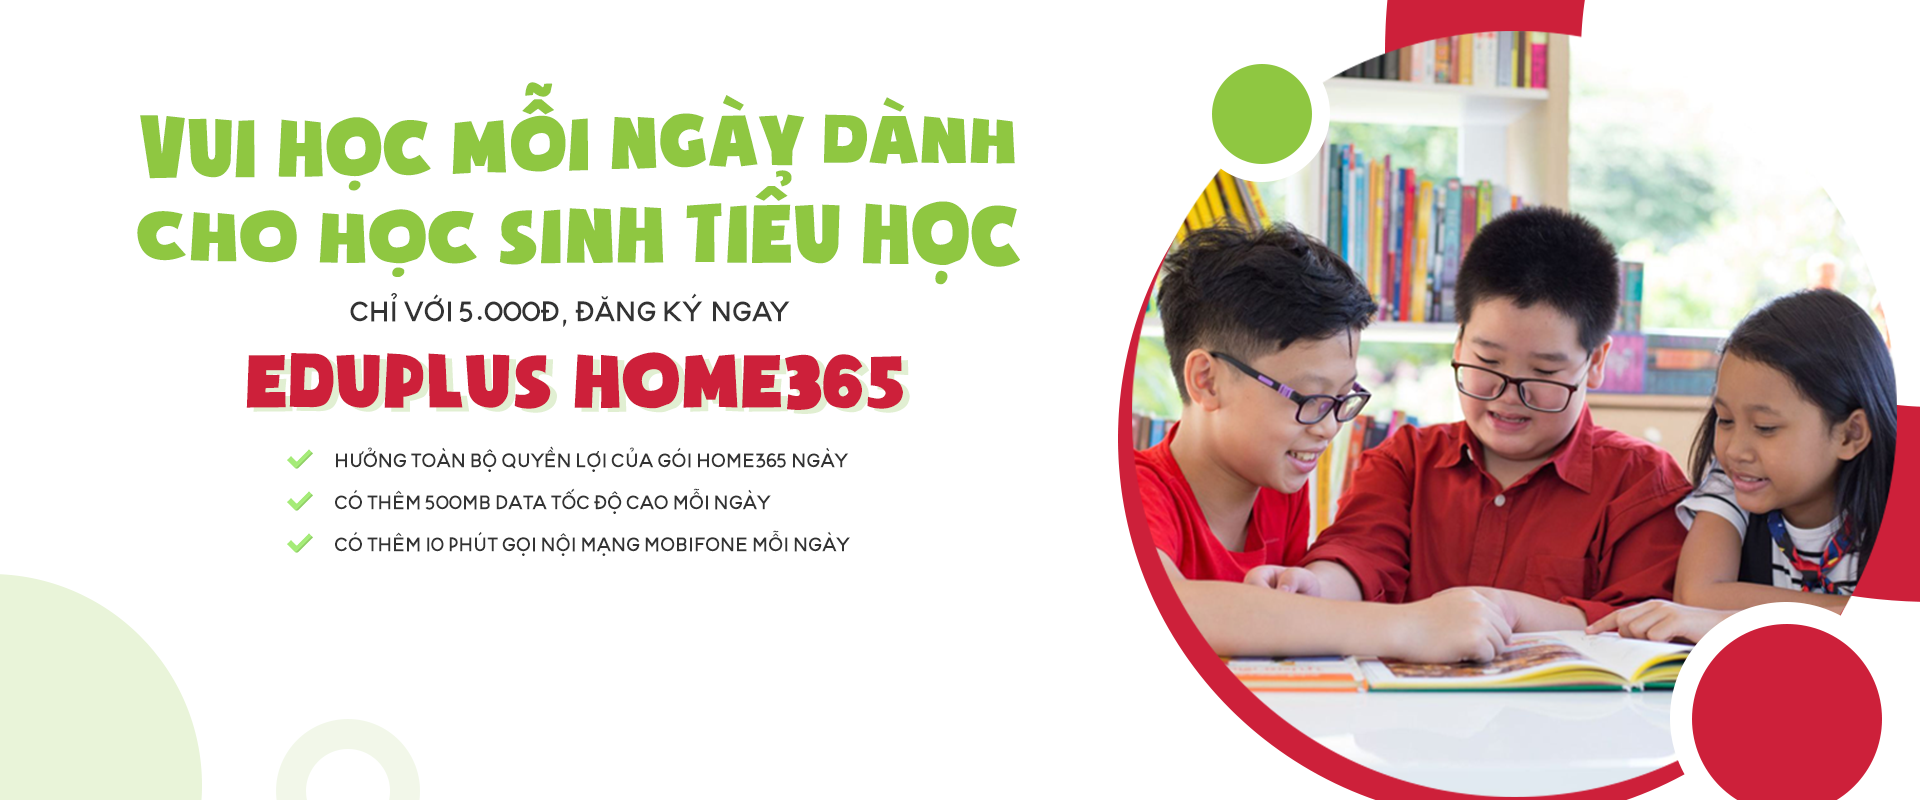 VUI HỌC MỖI NGÀY DÀNH
CHO HỌC SINH TIỂU HỌC
CHỈ VỚI 5.000Đ, ĐĂNG KÝ NGAY
EDUPLUS HOME365
HƯỞNG TOÀN BỘ QUYỀN LỢI CỦA GÓI HOME365 NGÀY
CÓ THÊM 500MB DATA TỐC ĐỘ CAO MỖI NGÀY
CÓ THÊM 10 PHÚT GỌI NỘI MẠNG MOBIFONE MỖI NGÀY